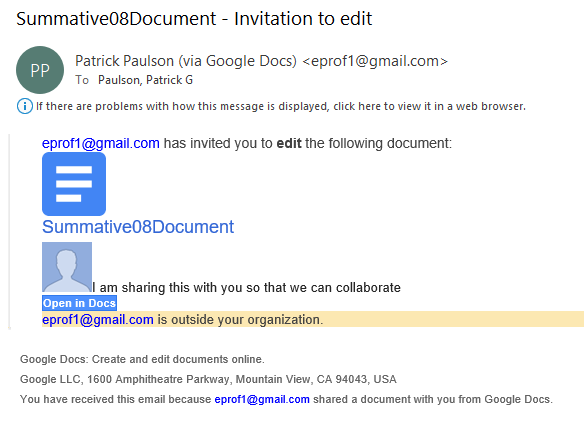 Summative08Document - Invitation to edit
PP
Patrick Paulson (via Google Docs) <eprof1@gmail.com>
To Paulson, Patrick G
If there are problems with how this message is displayed, click here to view it in a web browser.
eprof1@gmail.com has invited you to edit the following document:
Summative08Document
I am sharing this with you so that we can collaborate
Open in Docs
eprof1@gmail.com is outside your organization.
Google Docs: Create and edit documents online.
Google LLC, 1600 Amphitheatre Parkway, Mountain View, CA 94043, USA
You have received this email because eprof1@gmail.com shared a document with you from Google Docs.